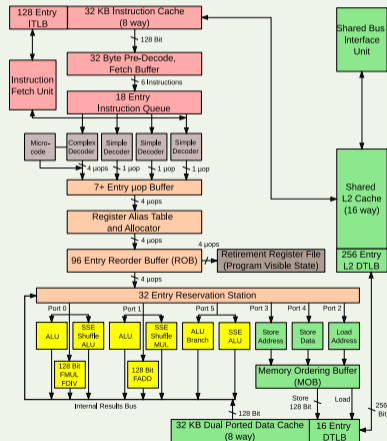 128 Entry
ITLB
32 KB Instruction Cache
(8 way)
Shared Bus
Interface
Unit
128 Bit
32 Byte Pre-Decode,
Fetch Buffer
Instruction
Fetch Unit
6 Instructions
18 Entry
Instruction Queue
Micro-
code
Complex
Decoder
Simple
Decoder
Simple
Decoder
Simple
Decoder
4 µops
1 µop
1 µop
1 µop
Shared
L2 Cache
(16 way)
7+ Entry µop Buffer
4 µops
Register Alias Table
and Allocator
4 µops
4 µops
96 Entry Reorder Buffer (ROB)
Retirement Register File
(Program Visible State)
256 Entry
L2 DTLB
4 µops
32 Entry Reservation Station
Port 0
Port 1
Port 5
Port 3
Port 4
Port 2
ALU
SSE
Shuffle
ALU
ALU
SSE
Shuffle
MUL
ALU
Branch
SSE
ALU
Store
Address
Store
Data
Load
Address
128 Bit
FMUL
FDIV
128 Bit
FADD
Memory Ordering Buffer
(MOB)
Internal Results Bus
Store
128 Bit
Load
128 Bit
256
Bit
32 KB Dual Ported Data Cache
(8 way)
16 Entry
DTLB